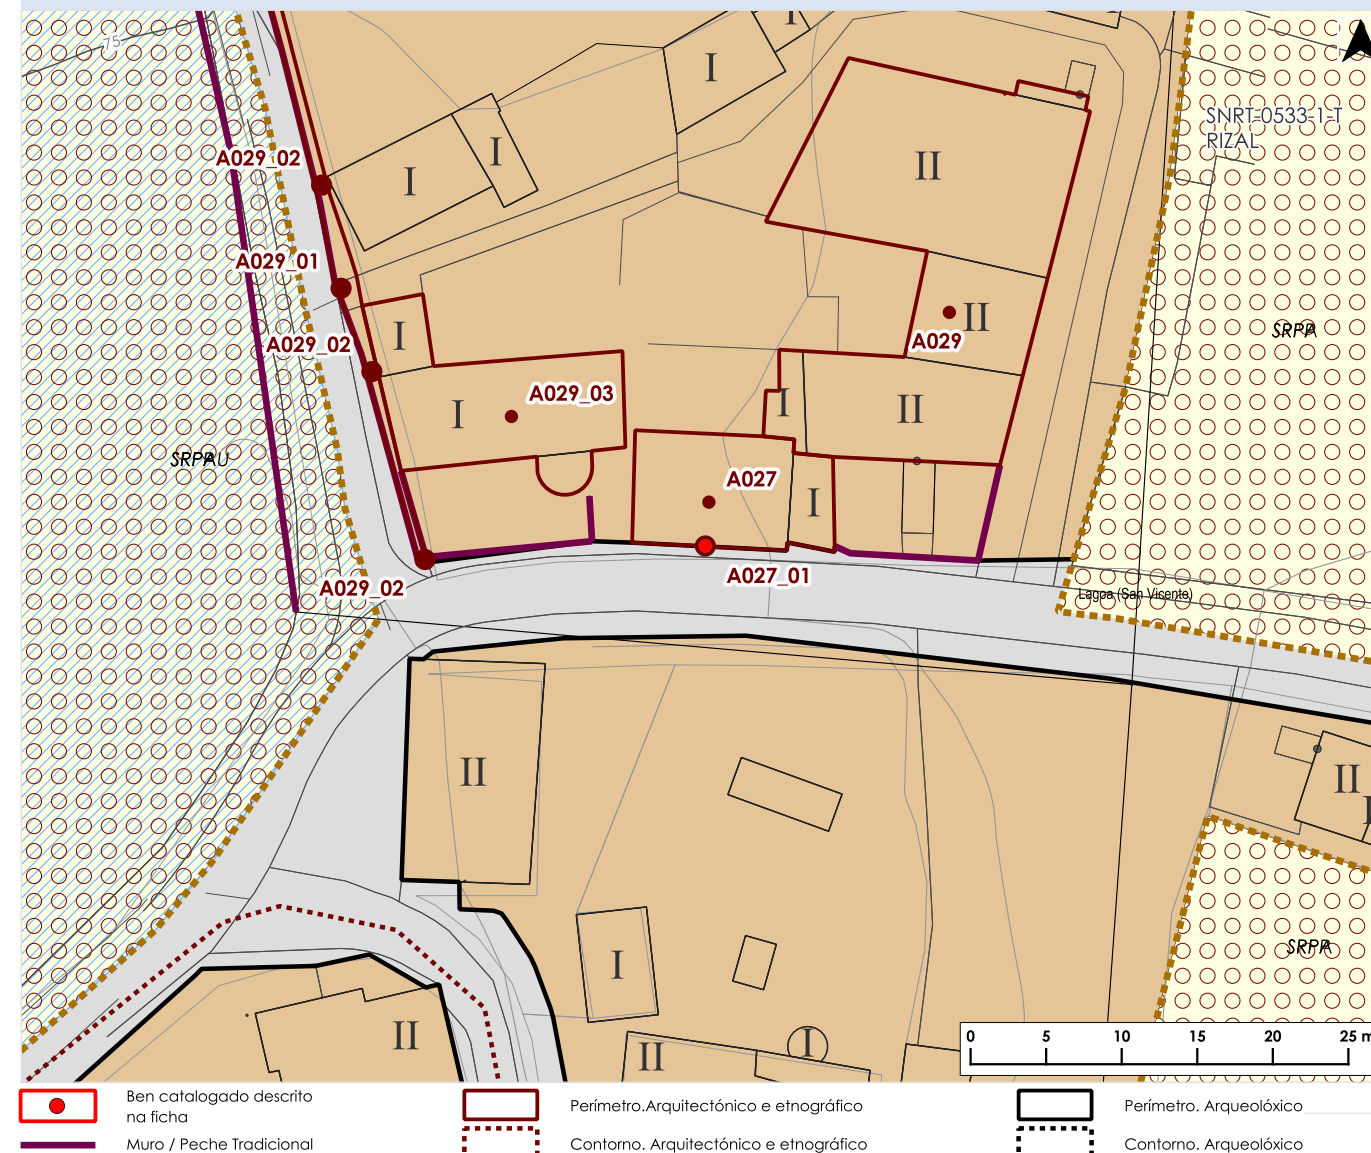 75
I
I
SNRT-0533-1-T
RIZAL
A029_02
I
I
II
A029_01
SRPA
II
A029
A029_02
I
A029_03
I
I
II
SRPAU
A027
I
A027_01
A029_02
Lagoa (San Vicente)
II
II
SRPA
I
II
II
I
0 5 10 15 20 25 m
Ben catalogado descrito
na ficha
Perímetro.Arquitectónico e etnográfico
Perímetro. Arqueolóxico
Muro / Peche Tradicional
Contorno. Arquitectónico e etnográfico
Contorno. Arqueolóxico